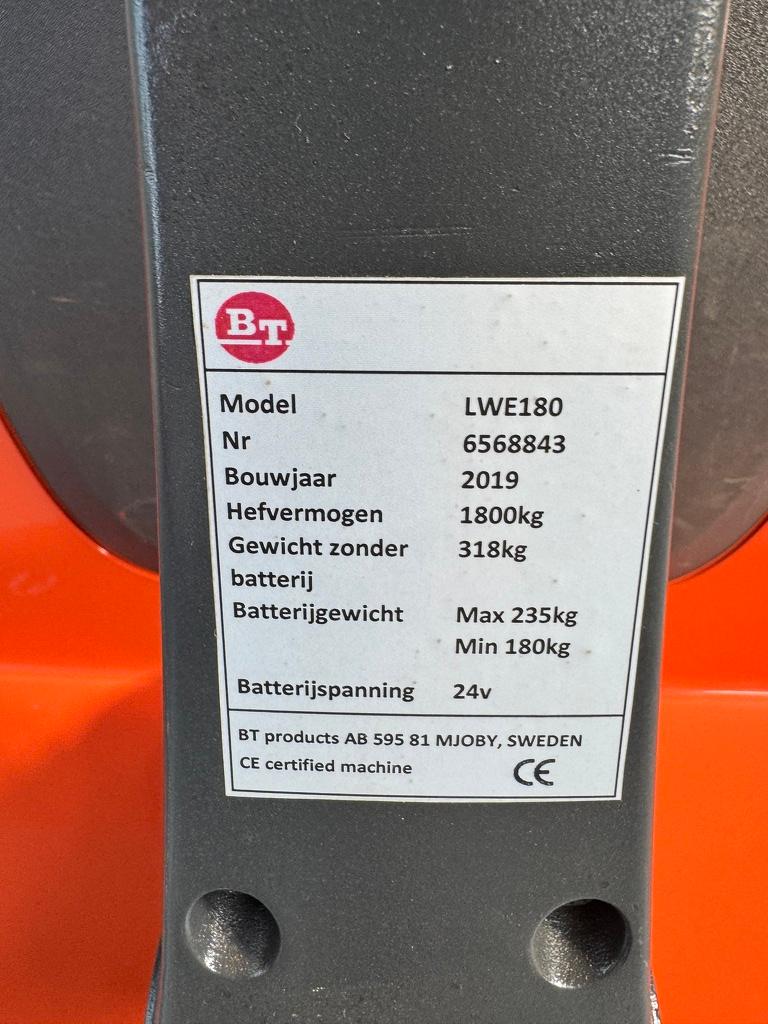 BT
Model LWE180
Nr 6568843
Bouwjaar 2019
Hefvermogen 1800kg
Gewicht zonder 318kg
batterij
Batterijgewicht Max 235kg
Min 180kg
Batterijspanning 24v
BT products AB 595 81 MJOBY, SWEDEN
CE certified machine CE